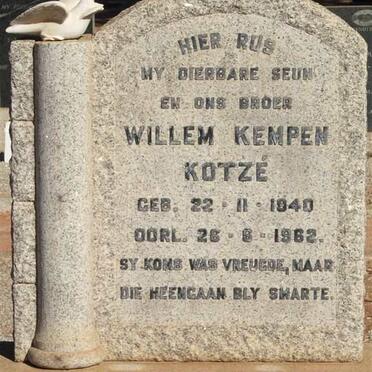 HIER RUS
MY DIERBARE SEUN
EN ONS BROER
WILLEM KEMPEN
KOTZÉ
GEB. 22-11-1940
OORL. 26-8-1962.
SY KOMS WAS VREUGDE, MAAR
DIE HEENGAAN BLY SMARTE.